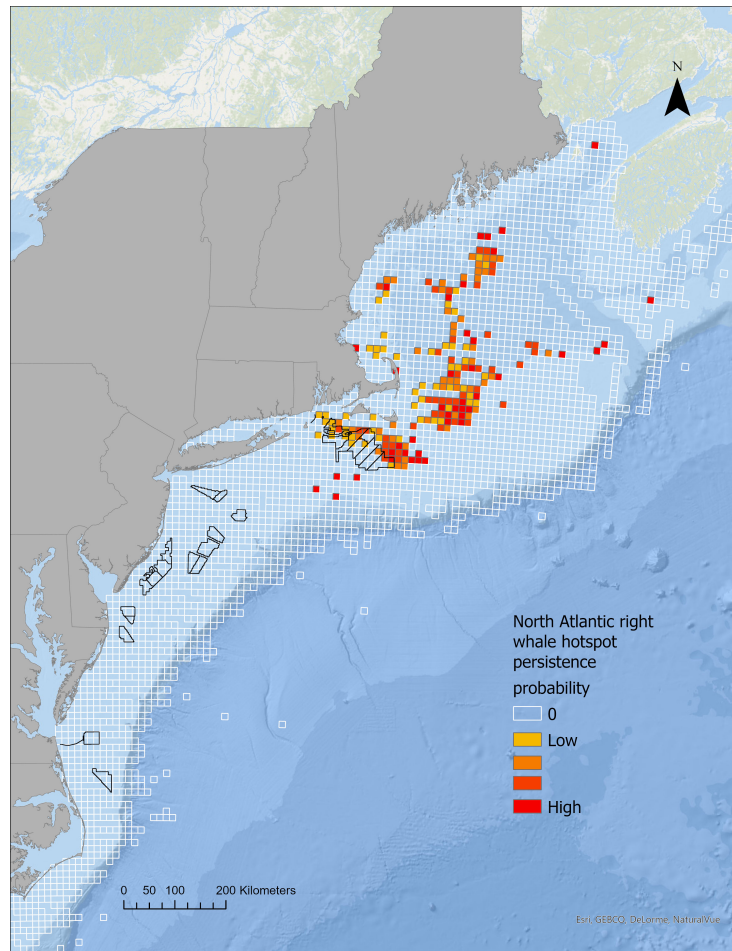 N
North Atlantic right
whale hotspot
persistence
probability
0
Low
High
0 50 100 200 Kilometers
Esri, GEBCO, DeLorme, NaturalVue